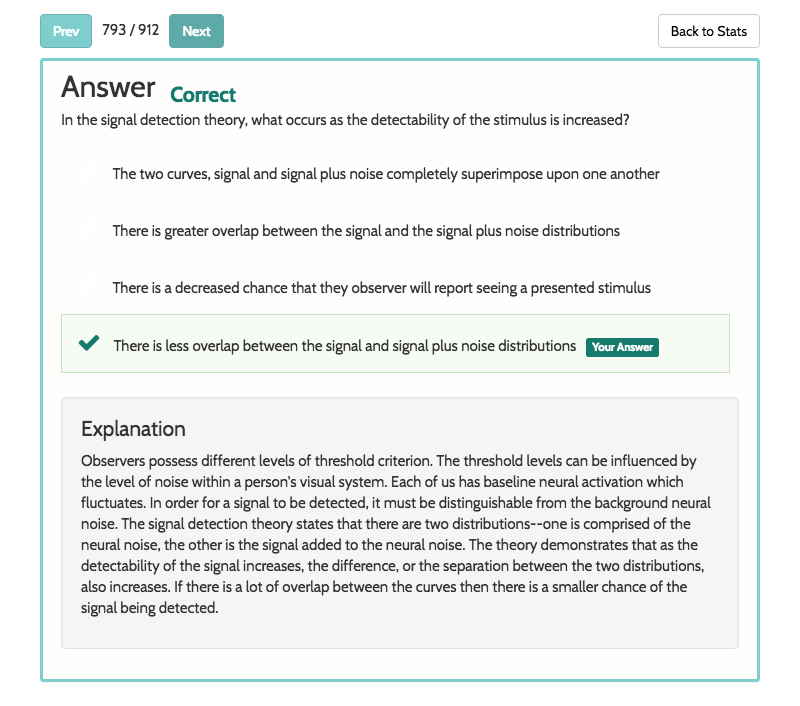 Prev 793 / 912 Next Back to Stats
Answer Correct
In the signal detection theory, what occurs as the detectability of the stimulus is increased?
The two curves, signal and signal plus noise completely superimpose upon one another
There is greater overlap between the signal and the signal plus noise distributions
There is a decreased chance that they observer will report seeing a presented stimulus
There is less overlap between the signal and signal plus noise distributions Your Answer
Explanation
Observers possess different levels of threshold criterion. The threshold levels can be influenced by
the level of noise within a person's visual system. Each of us has baseline neural activation which
fluctuates. In order for a signal to be detected, it must be distinguishable from the background neural
noise. The signal detection theory states that there are two distributions--one is comprised of the
neural noise, the other is the signal added to the neural noise. The theory demonstrates that as the
detectability of the signal increases, the difference, or the separation between the two distributions,
also increases. If there is a lot of overlap between the curves then there is a smaller chance of the
signal being detected.